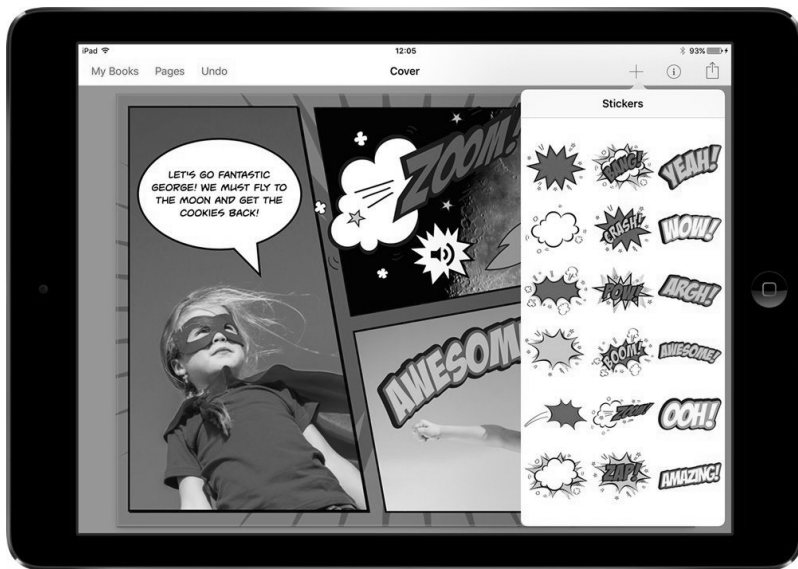 iPad 12:05 93%
My Books Pages Undo Cover
Stickers
LET'S GO FANTASTIC
GEORGE! WE MUST FLY TO
THE MOON AND GET THE
COOKIES BACK!
ZOOM!
AWESOM
BANG! YEAH!
CRASH! WOW!
POW! ARGH!
BOOM! AWESOME!
ZOOM! OOH!
ZAP! AMAZING!